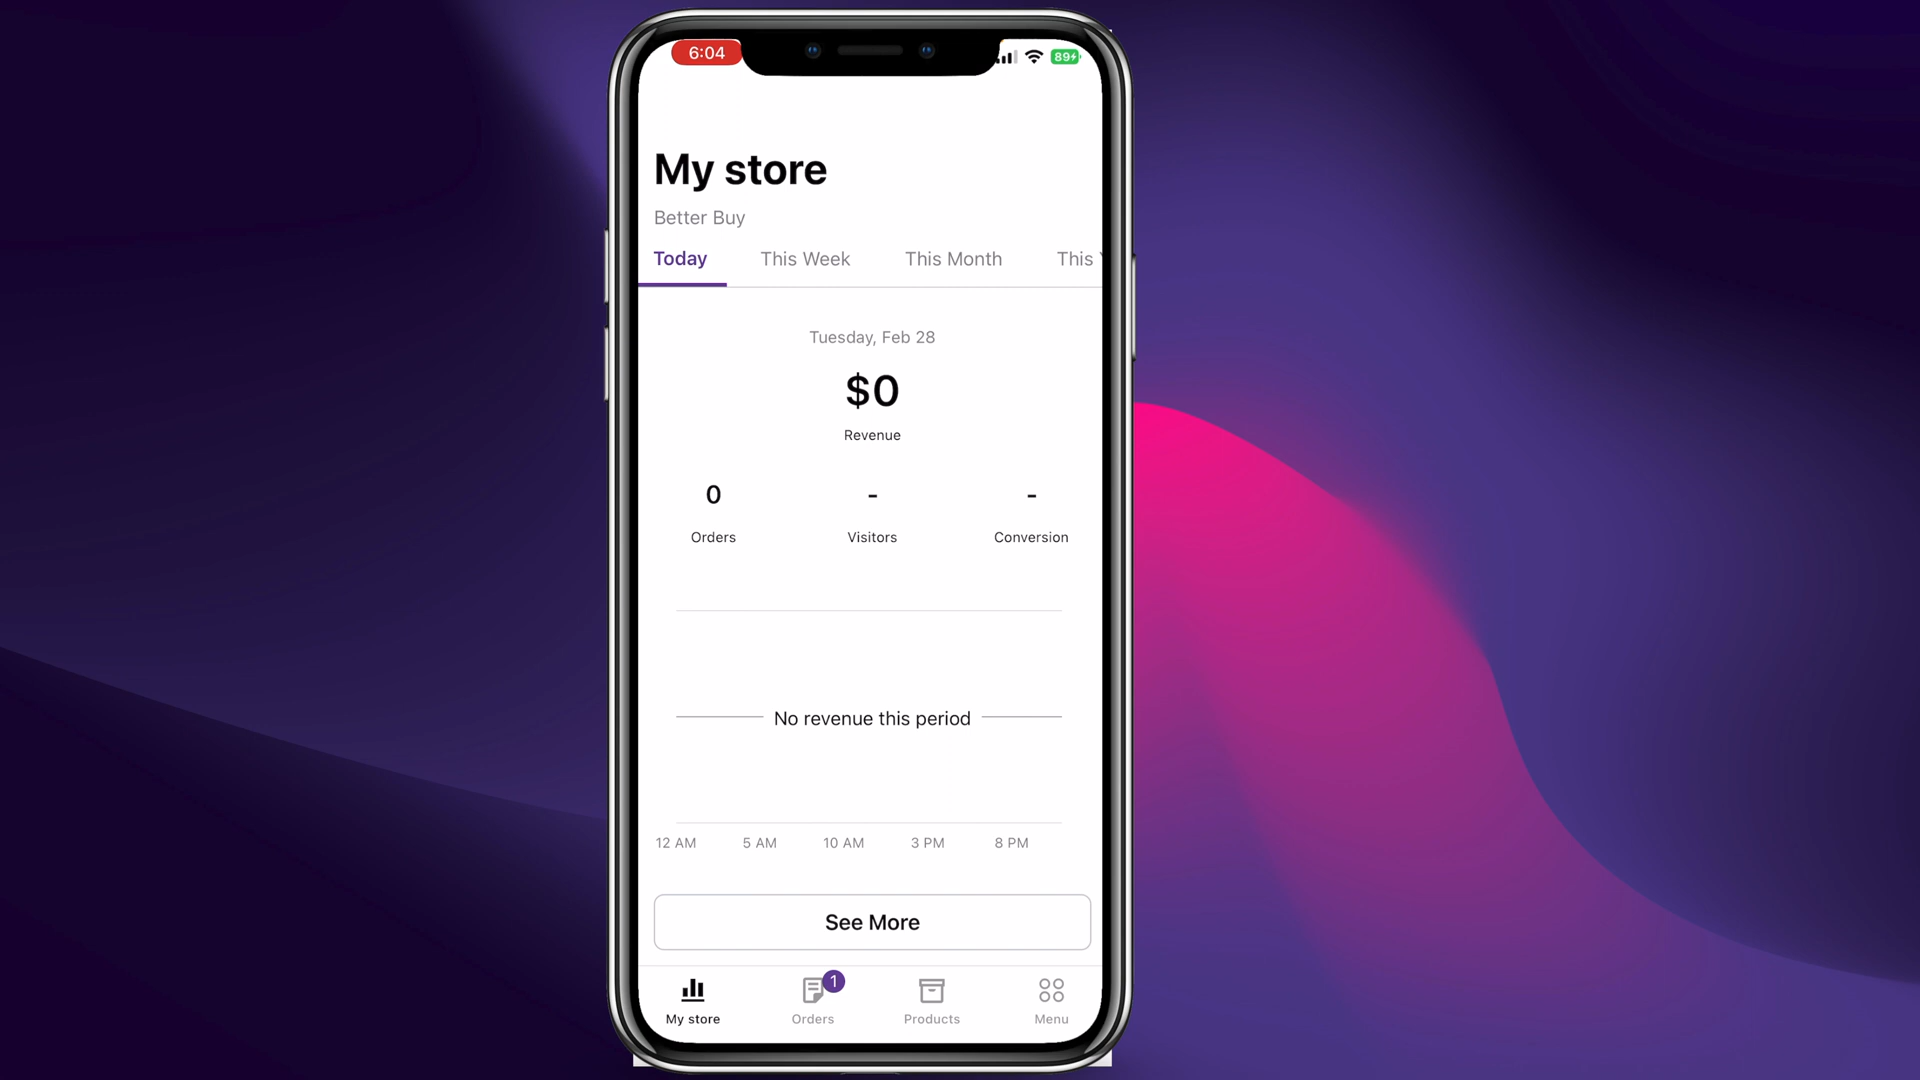 6:04
89
My store
Better Buy
Today This Week This Month This
Tuesday, Feb 28
$0
Revenue
0 - -
Orders Visitors Conversion
No revenue this period
12 AM 5 AM 10 AM 3 PM 8 PM
See More
1
My store Orders Products Menu